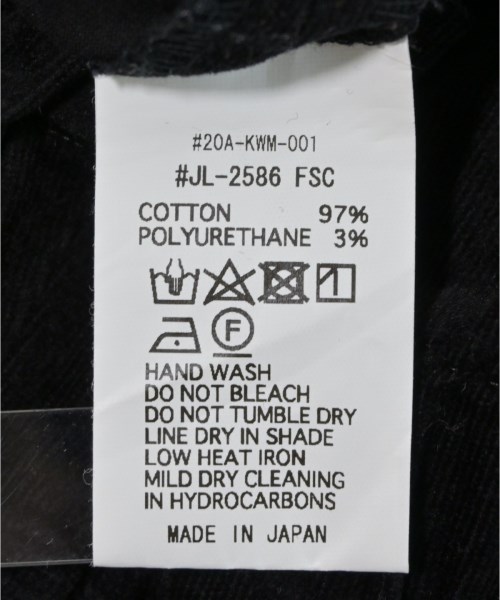 #20A-KWM-001
#JL-2586 FSC
COTTON 97%
POLYURETHANE 3%
F
HAND WASH
DO NOT BLEACH
DO NOT TUMBLE DRY
LINE DRY IN SHADE
LOW HEAT IRON
MILD DRY CLEANING
IN HYDROCARBONS
MADE IN JAPAN